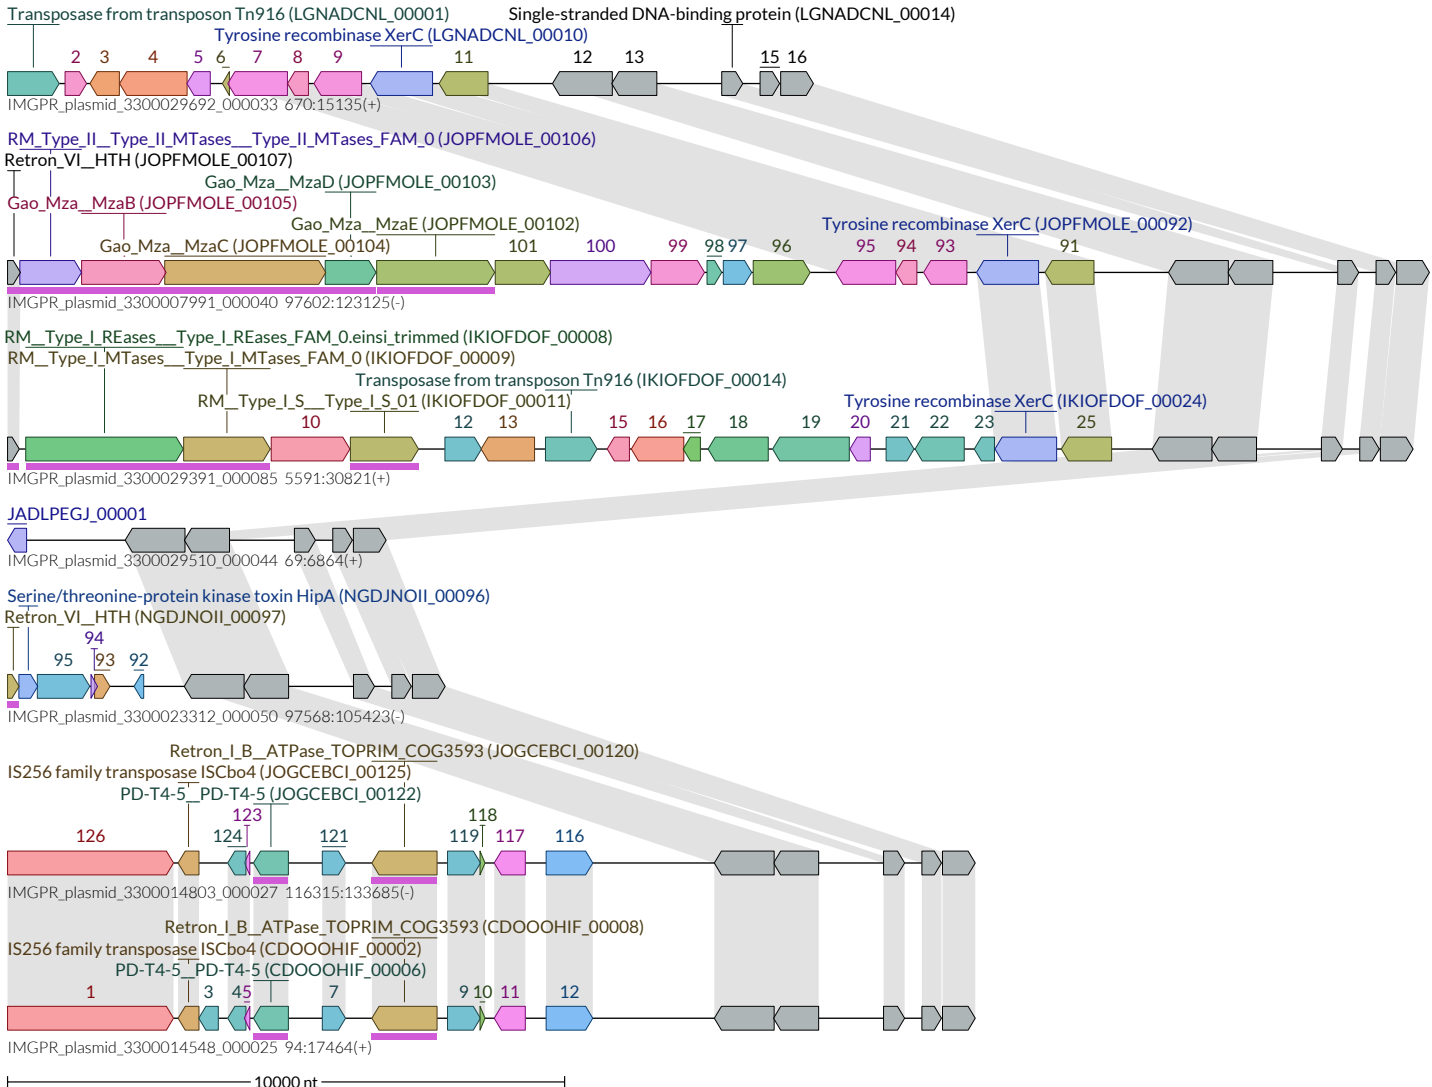 Transposase from transposon Tn916 (LGNADCNL_00001) Single-stranded DNA-binding protein (LGNADCNL_00014)
Tyrosine recombinase XerC (LGNADCNL_00010)
2 3 4 5 6 7 8 9 11 12 13 15 16
IMGPR_plasmid_3300029692_000033 670:15135(+)
RM_Type_II__Type_II_MTases___Type_II_MTases_FAM_0 (JOPFMOLE_00106)
Retron_VI__HTH (JOPFMOLE_00107)
Gao_Mza__MzaD (JOPFMOLE_00103)
Gao_Mza__MzaB (JOPFMOLE_00105)
Gao_Mza__MzaE (JOPFMOLE_00102) Tyrosine recombinase XerC (JOPFMOLE_00092)
Gao_Mza__MzaC (JOPFMOLE_00104) 101 100 99 98 97 96 95 94 93 91
IMGPR_plasmid_3300007991_000040 97602:123125(-)
RM__Type_I_REases___Type_I_REases_FAM_0.einsi_trimmed (IKIOFDOF_00008)
RM__Type_I_MTases___Type_I_MTases_FAM_0 (IKIOFDOF_00009)
Transposase from transposon Tn916 (IKIOFDOF_00014)
RM__Type_I_S___Type_I_S_01 (IKIOFDOF_00011) Tyrosine recombinase XerC (IKIOFDOF_00024)
10 12 13 15 16 17 18 19 20 21 22 23 25
IMGPR_plasmid_3300029391_000085 5591:30821(+)
JADLPEGJ_00001
IMGPR_plasmid_3300029510_000044 69:6864(+)
Serine/threonine-protein kinase toxin HipA (NGDJNOII_00096)
Retron_VI__HTH (NGDJNOII_00097)
94
95 93 92
IMGPR_plasmid_3300023312_000050 97568:105423(-)
Retron_I_B__ATPase_TOPRIM_COG3593 (JOGCEBCI_00120)
IS256 family transposase ISCbo4 (JOGCEBCI_00125)
PD-T4-5__PD-T4-5 (JOGCEBCI_00122)
123 118
126 124 121 119 117 116
IMGPR_plasmid_3300014803_000027 116315:133685(-)
Retron_I_B__ATPase_TOPRIM_COG3593 (CDOOOHIF_00008)
IS256 family transposase ISCbo4 (CDOOOHIF_00002)
PD-T4-5__PD-T4-5 (CDOOOHIF_00006)
1 3 4 5 7 9 10 11 12
IMGPR_plasmid_3300014548_000025 94:17464(+)
10000 nt